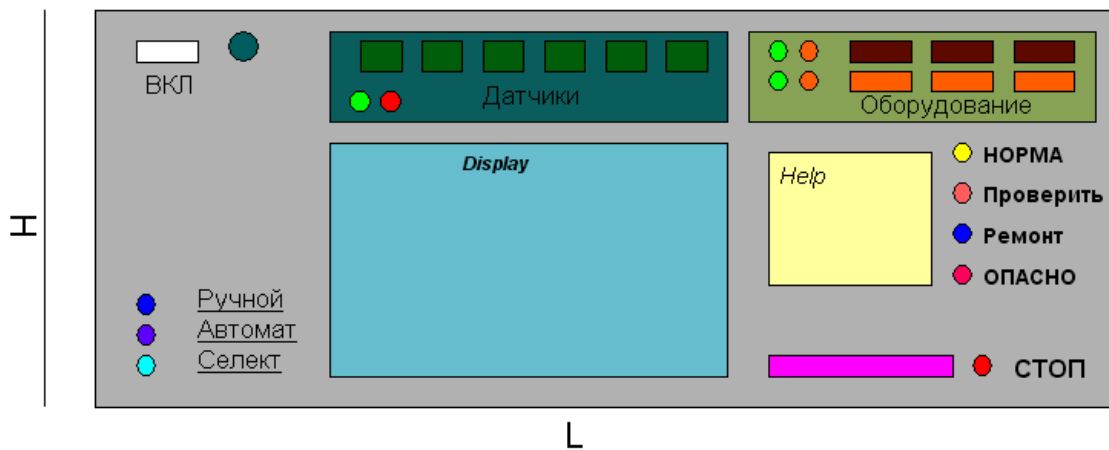 H
ВКЛ
Датчики
Оборудование
Display
Help
НОРМА
Проверить
Ремонт
ОПАСНО
Ручной
Автомат
Селект
СТОП
L